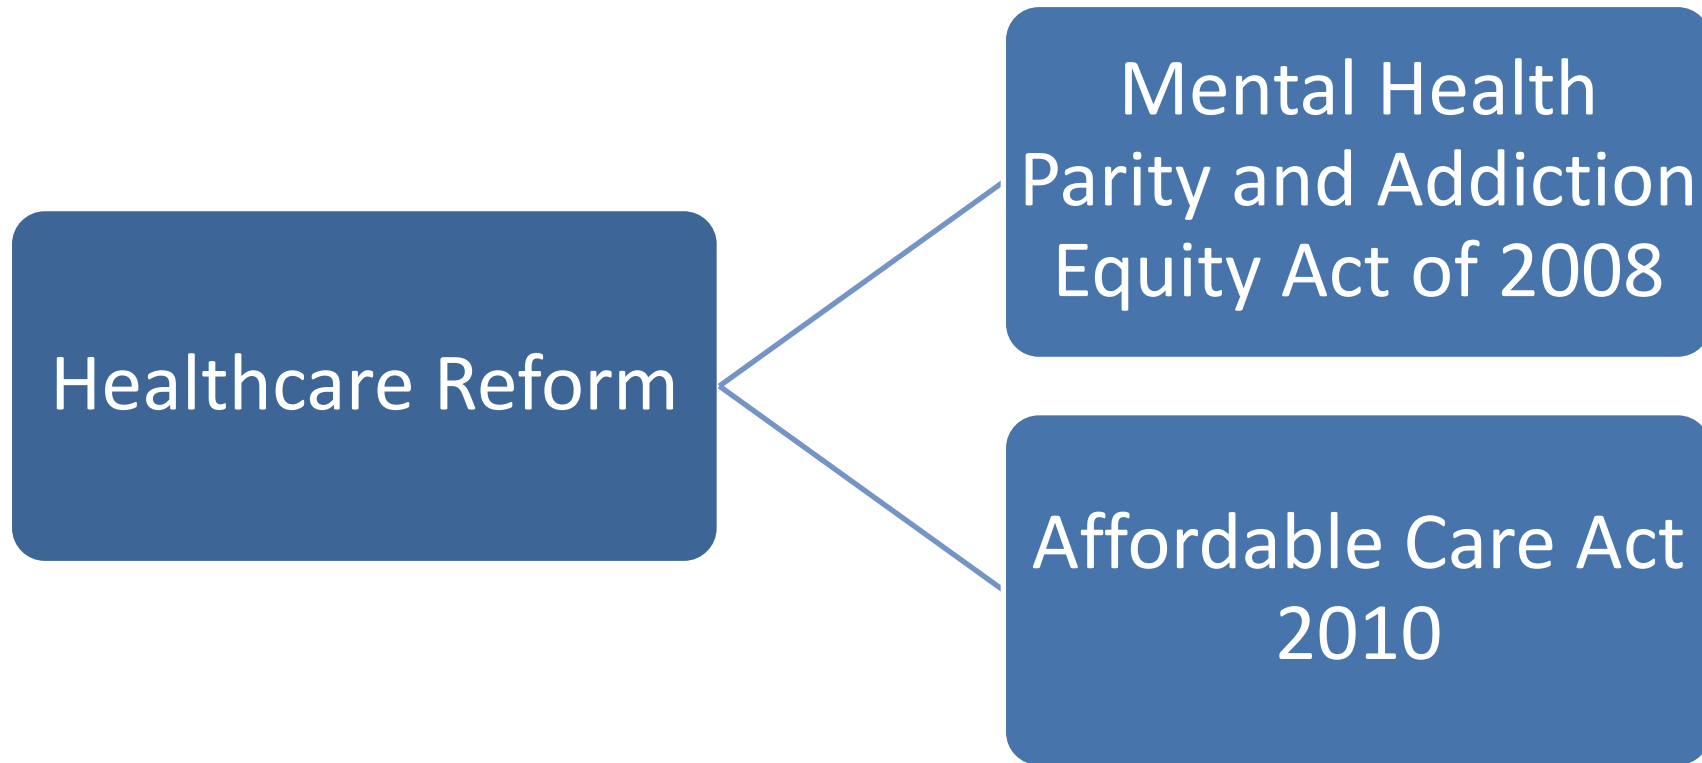 Healthcare Reform
Mental Health
Parity and Addiction
Equity Act of 2008
Affordable Care Act
2010